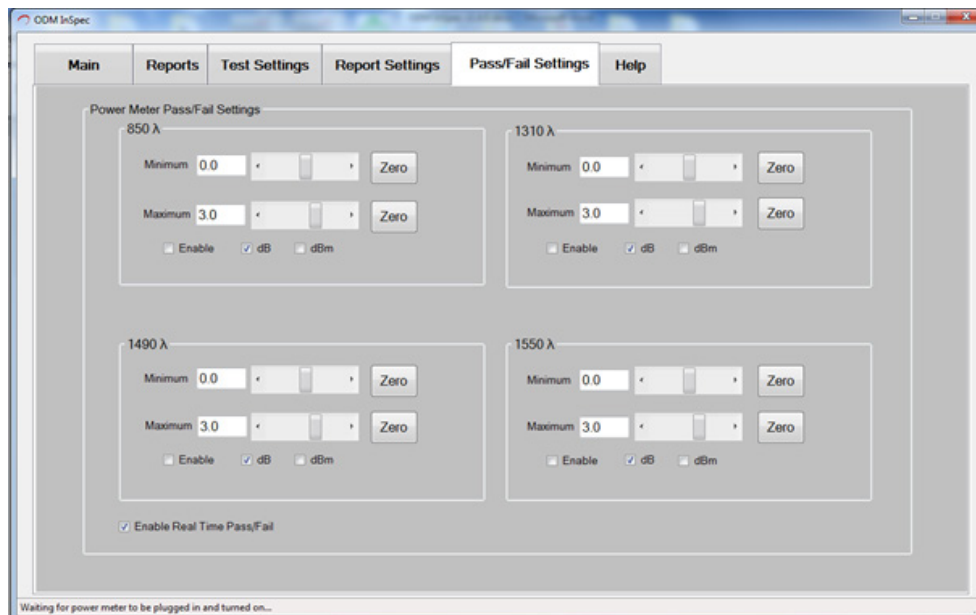 ODM InSpec
Main Reports Test Settings Report Settings Pass/Fail Settings Help
Power Meter Pass/Fail Settings
850 λ
Minimum 0.0 Zero
Maximum 3.0 Zero
Enable dB dBm
1310 λ
Minimum 0.0 Zero
Maximum 3.0 Zero
Enable dB dBm
1490 λ
Minimum 0.0 Zero
Maximum 3.0 Zero
Enable dB dBm
1550 λ
Minimum 0.0 Zero
Maximum 3.0 Zero
Enable dB dBm
Enable Real Time Pass/Fail
Waiting for power meter to be plugged in and turned on...